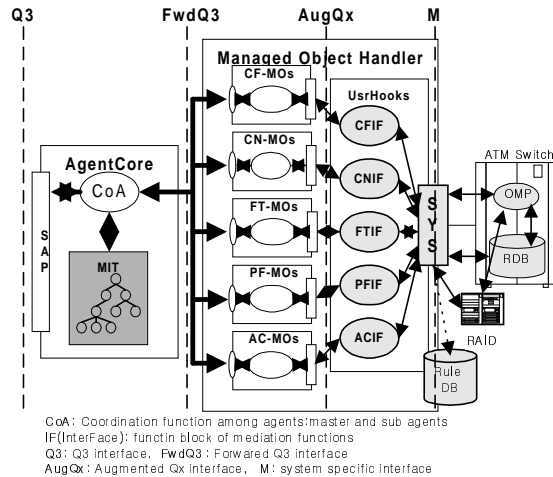 Q3 FwdQ3 AugQx M
Managed Object Handler
CF-MOs
UsrHooks
CFIF
CN-MOs
CNIF
AgentCore
CoA
SAP
MIT
FT-MOs
FTIF
SYS
ATM Switch
OMP
RDB
PF-MOs
PFIF
RAID
AC-MOs
ACIF
Rule
DB
CoA: Coordination function among agents:master and sub agents
IF(InterFace): functin block of mediation functions
Q3: Q3 interface, FwdQ3: Forwared Q3 interface
AugQx: Augmented Qx interface, M: system specific interface